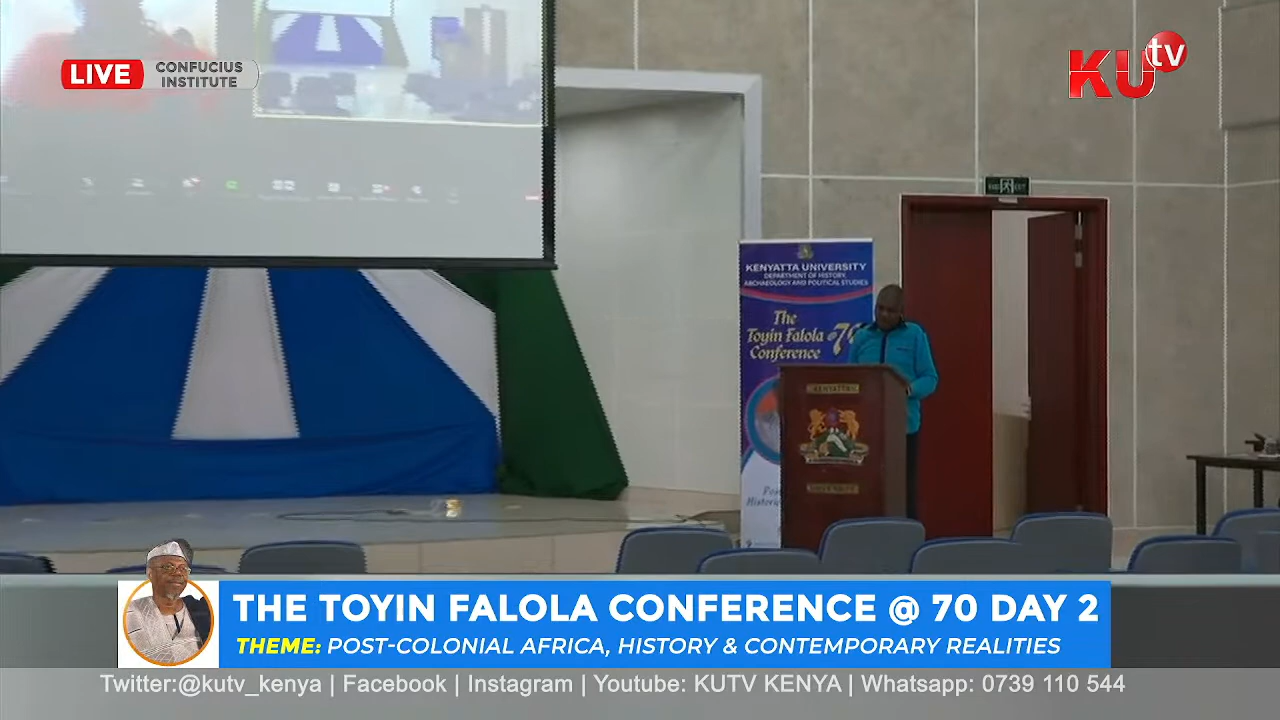 LIVE
CONFUCIUS
INSTITUTE
KU tv
KENYATTA UNIVERSITY
DEPARTMENT OF HISTORY,
ARCHAEOLOGY AND POLITICAL STUDIES
The
Toyin Falola @70
Conference
KENYATTA
THE TOYIN FALOLA CONFERENCE @ 70 DAY 2
THEME: POST-COLONIAL AFRICA, HISTORY & CONTEMPORARY REALITIES
Twitter:@kutv_kenya | Facebook | Instagram | Youtube: KUTV KENYA | Whatsapp: 0739 110 544